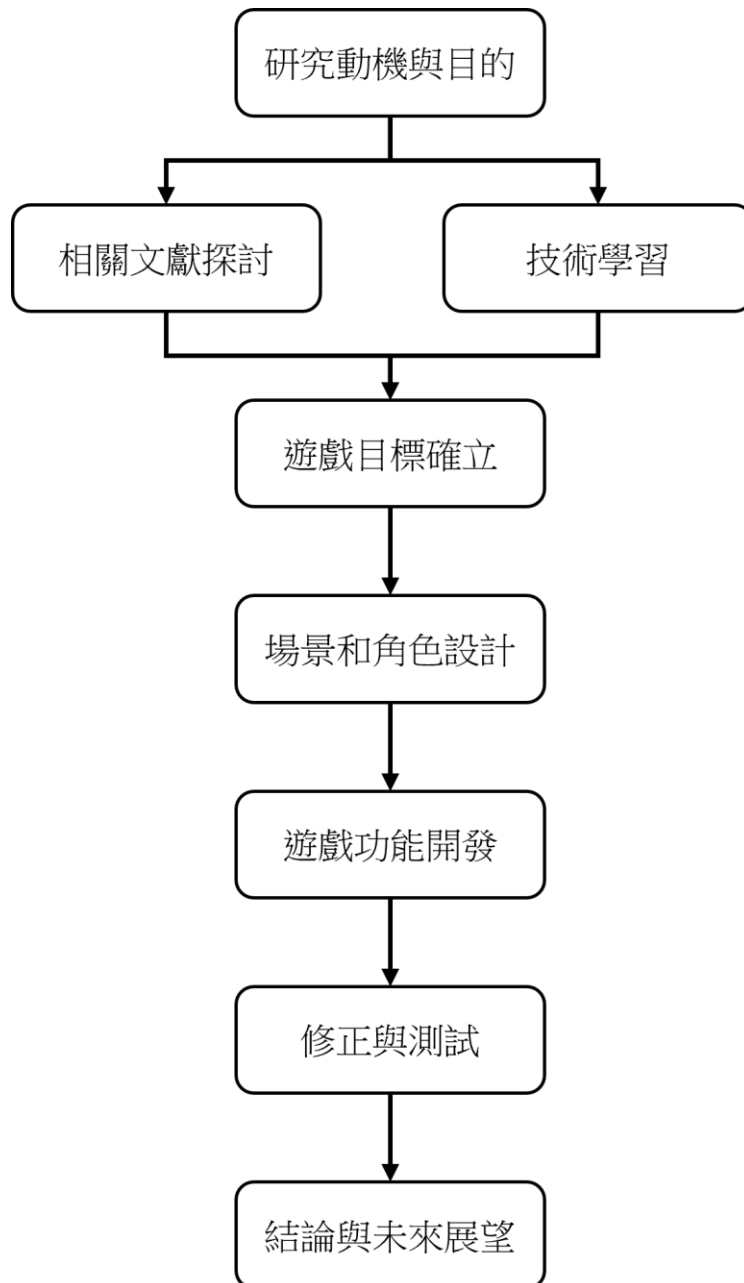 研究動機與目的
相關文獻探討
技術學習
遊戲目標確立
場景和角色設計
遊戲功能開發
修正與測試
結論與未來展望